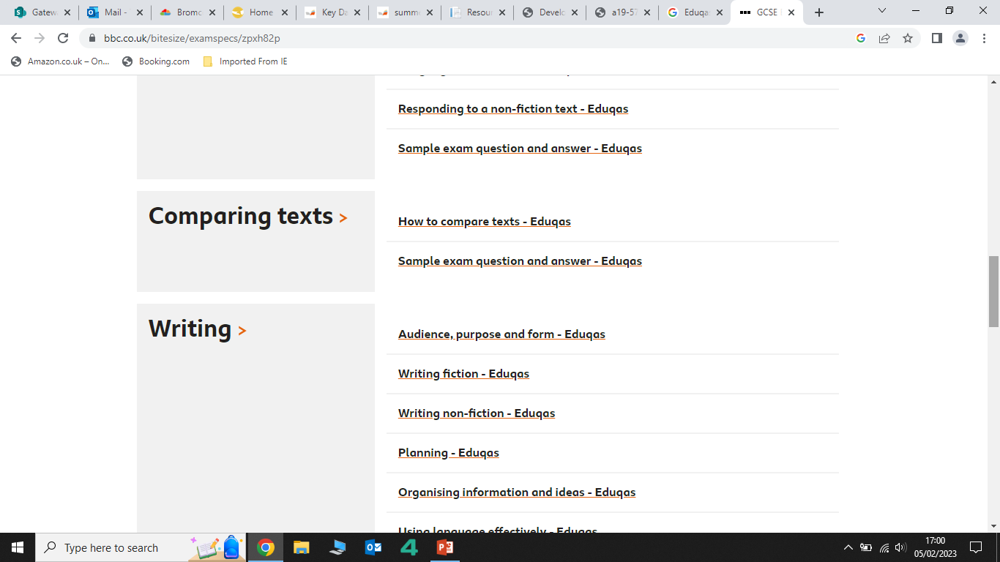 Gatew
Mail -
Bromc
Home
Key Da
summ
Resour
Develo
a19-57
Eduqa
GCSE
bbc.co.uk/bitesize/examspecs/zpxh82p
Amazon.co.uk – On...
Booking.com
Imported From IE
Responding to a non-fiction text - Eduqas
Sample exam question and answer - Eduqas
Comparing texts >
How to compare texts - Eduqas
Sample exam question and answer - Eduqas
Writing >
Audience, purpose and form - Eduqas
Writing fiction - Eduqas
Writing non-fiction - Eduqas
Planning - Eduqas
Organising information and ideas - Eduqas
Using language effectively - Eduqas
Type here to search
17:00
05/02/2023